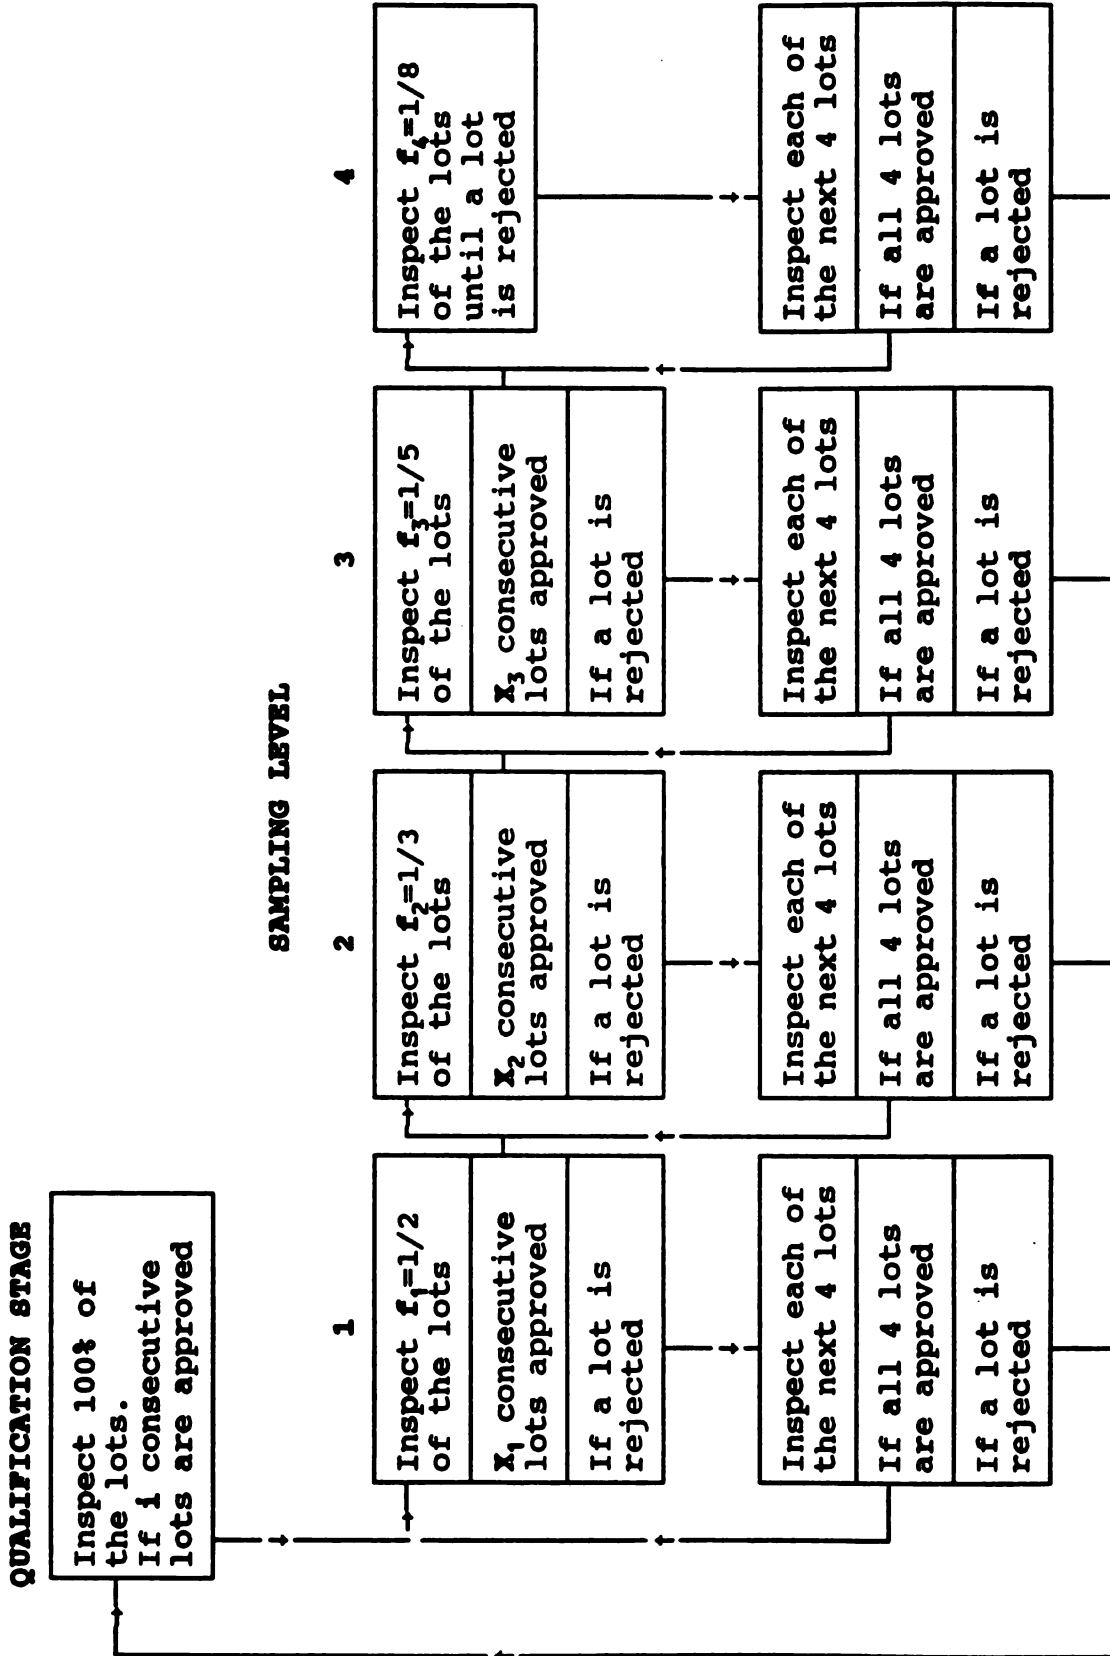 QUALIFICATION STAGE
Inspect 100% of
the lots.
If i consecutive
lots are approved
SAMPLING LEVEL
1
Inspect f1=1/2
of the lots
X1 consecutive
lots approved
If a lot is
rejected
Inspect each of
the next 4 lots
If all 4 lots
are approved
If a lot is
rejected
2
Inspect f2=1/3
of the lots
X2 consecutive
lots approved
If a lot is
rejected
Inspect each of
the next 4 lots
If all 4 lots
are approved
If a lot is
rejected
3
Inspect f3=1/5
of the lots
X3 consecutive
lots approved
If a lot is
rejected
Inspect each of
the next 4 lots
If all 4 lots
are approved
If a lot is
rejected
4
Inspect f4=1/8
of the lots
until a lot
is rejected
Inspect each of
the next 4 lots
If all 4 lots
are approved
If a lot is
rejected